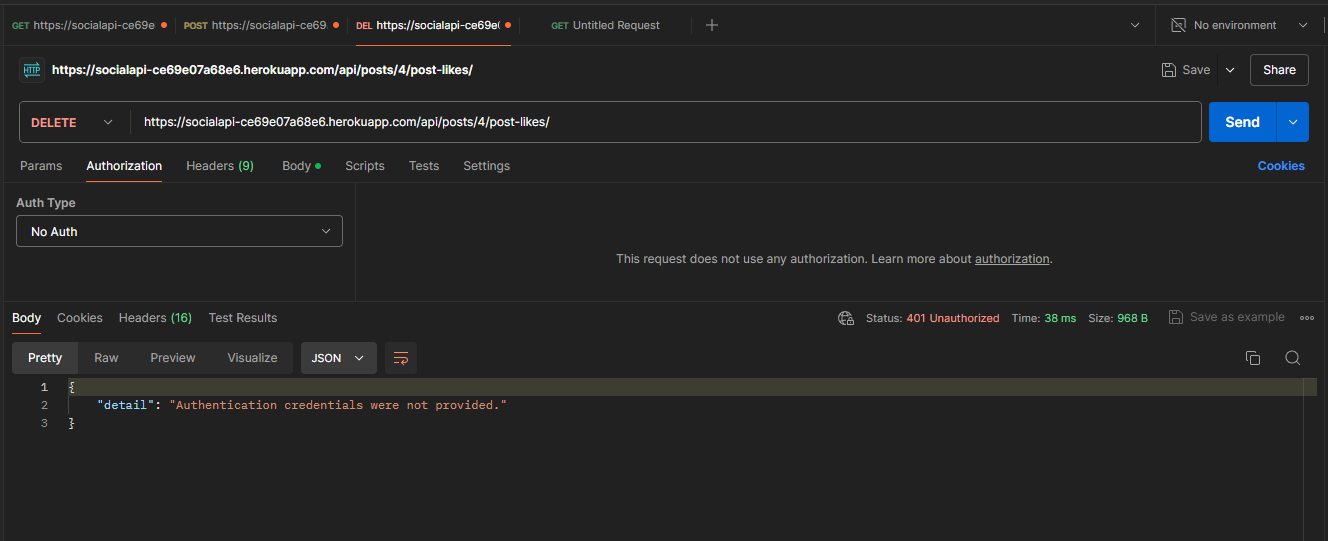 GET https://socialapi-ce69e POST https://socialapi-ce69 DEL https://socialapi-ce69e0 GET Untitled Request No environment
HTTP https://socialapi-ce69e07a68e6.herokuapp.com/api/posts/4/post-likes/ Save Share
DELETE https://socialapi-ce69e07a68e6.herokuapp.com/api/posts/4/post-likes/ Send
Params Authorization Headers (9) Body Scripts Tests Settings Cookies
Auth Type
No Auth
This request does not use any authorization. Learn more about authorization.
Body Cookies Headers (16) Test Results Status: 401 Unauthorized Time: 38 ms Size: 968 B Save as example
Pretty Raw Preview Visualize JSON
1 {
2 "detail": "Authentication credentials were not provided."
3 }